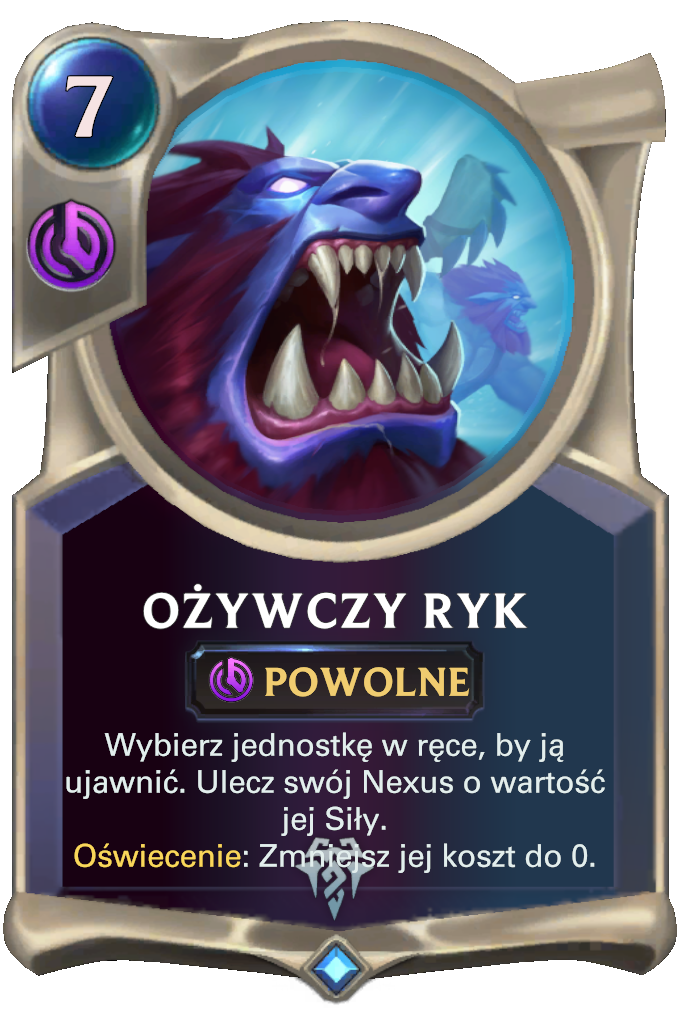 7
OŻYWCZY RYK
POWOLNE
Wybierz jednostkę w ręce, by ją
ujawnić. Ulecz swój Nexus o wartość
jej Siły.
Oświecenie: Zmniejsz jej koszt do 0.